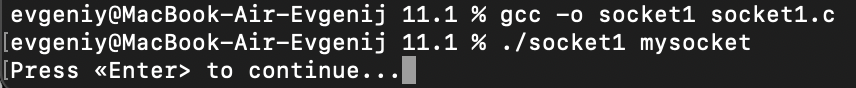 evgeniy@MacBook-Air-Evgenij 11.1 % gcc -o socket1 socket1.c
[evgeniy@MacBook-Air-Evgenij 11.1 % ./socket1 mysocket
[Press «Enter> to continue...